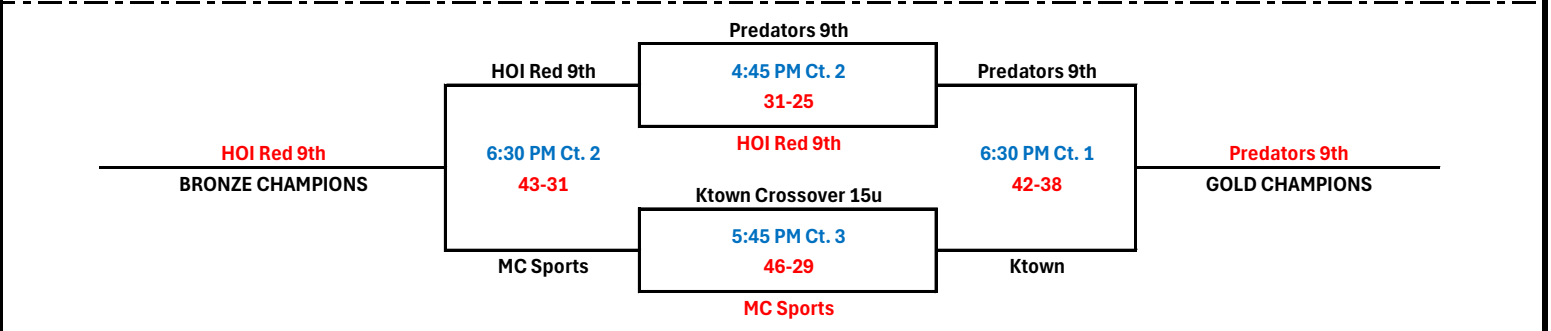 Predators 9th
HOI Red 9th
4:45 PM Ct. 2
Predators 9th
31-25
HOI Red 9th
HOI Red 9th
6:30 PM Ct. 2
6:30 PM Ct. 1
Predators 9th
BRONZE CHAMPIONS
43-31
42-38
GOLD CHAMPIONS
Ktown Crossover 15u
5:45 PM Ct. 3
MC Sports
46-29
Ktown
MC Sports